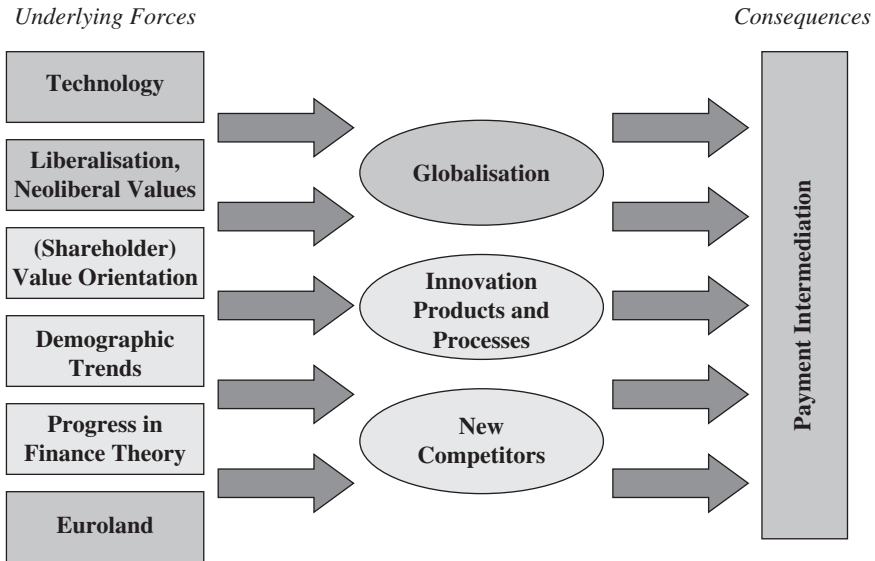 Underlying Forces
Consequences
Technology
Liberalisation,
Neoliberal Values
(Shareholder)
Value Orientation
Demographic
Trends
Progress in
Finance Theory
Euroland
Globalisation
Innovation
Products and
Processes
New
Competitors
Payment Intermediation